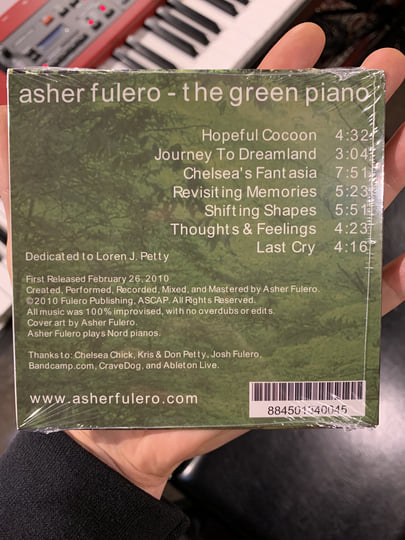 asher fulero - the green piano
Hopeful Cocoon 4:32
Journey To Dreamland 3:04
Chelsea's Fantasia 7:51
Revisiting Memories 5:23
Shifting Shapes 5:51
Thoughts & Feelings 4:23
Last Cry 4:16
Dedicated to Loren J. Petty
First Released February 26, 2010
Created, Performed, Recorded, Mixed, and Mastered by Asher Fulero.
©2010 Fulero Publishing, ASCAP. All Rights Reserved.
All music was 100% improvised, with no overdubs or edits.
Cover art by Asher Fulero.
Asher Fulero plays Nord pianos.
Thanks to: Chelsea Chick, Kris & Don Petty, Josh Fulero,
Bandcamp.com, CraveDog, and Ableton Live.
www.asherfulero.com